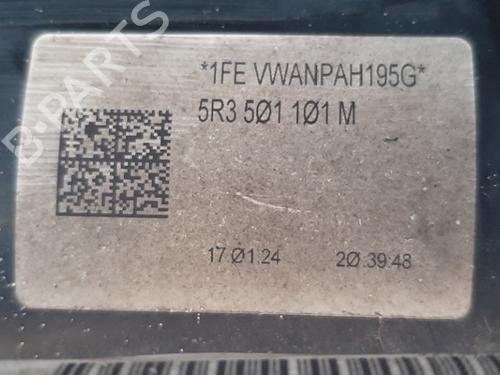 *1FE VWANPAH195G*
5R3 5Ø1 1Ø1 M
17.Ø1.24 2Ø:39:48
B-PARTS